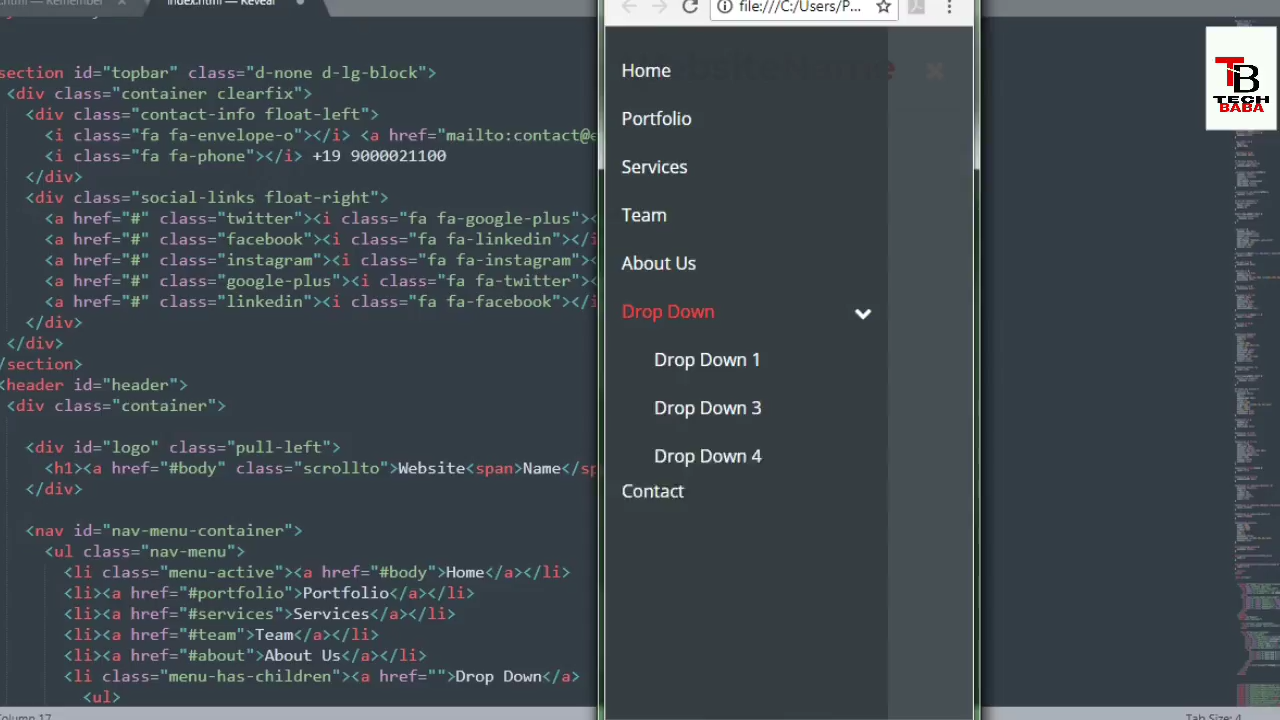 .html — Remember
index.html — Reveal
section id="topbar" class="d-none d-lg-block">
<div class="container clearfix">
<div class="contact-info float-left">
<i class="fa fa-envelope-o"></i> <a href="mailto:contact@e
<i class="fa fa-phone"></i> +19 9000021100
</div>
<div class="social-links float-right">
<a href="#" class="twitter"><i class="fa fa-google-plus"><
<a href="#" class="facebook"><i class="fa fa-linkedin"></i
<a href="#" class="instagram"><i class="fa fa-instagram"><
<a href="#" class="google-plus"><i class="fa fa-twitter"><
<a href="#" class="linkedin"><i class="fa fa-facebook"></i
</div>
</div>
/section>
<header id="header">
<div class="container">
<div id="logo" class="pull-left">
<h1><a href="#body" class="scrollto">Website<span>Name</sp
</div>
<nav id="nav-menu-container">
<ul class="nav-menu">
<li class="menu-active"><a href="#body">Home</a></li>
<li><a href="#portfolio">Portfolio</a></li>
<li><a href="#services">Services</a></li>
<li><a href="#team">Team</a></li>
<li><a href="#about">About Us</a></li>
<li class="menu-has-children"><a href="">Drop Down</a>
<ul>
Column 17
file:///C:/Users/P...
Home
Portfolio
Services
Team
About Us
Drop Down
Drop Down 1
Drop Down 3
Drop Down 4
Contact
ebsiteName
TB
TECH
BABA
Tab Size: 4